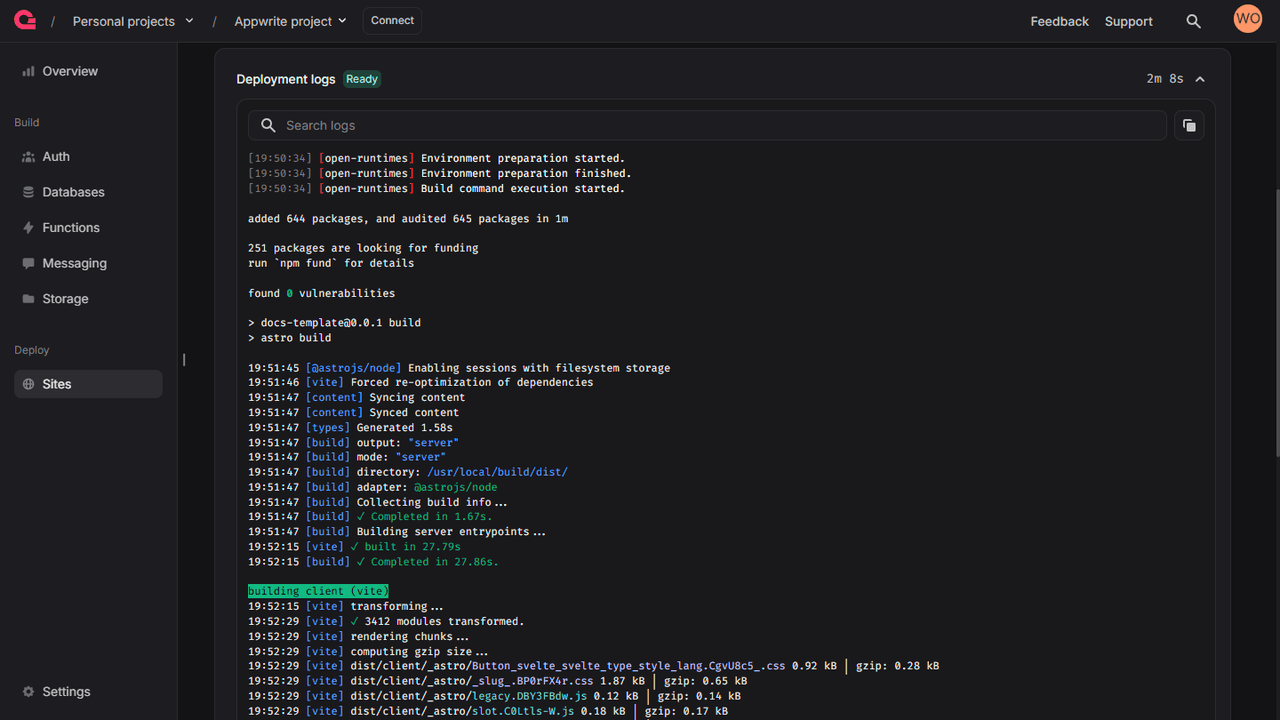 / Personal projects / Appwrite project Connect Feedback Support WO
Overview
Build
Auth
Databases
Functions
Messaging
Storage
Deploy
Sites
Settings
Deployment logs Ready 2m 8s
Search logs
[19:50:34] [open-runtimes] Environment preparation started.
[19:50:34] [open-runtimes] Environment preparation finished.
[19:50:34] [open-runtimes] Build command execution started.
added 644 packages, and audited 645 packages in 1m
251 packages are looking for funding
run `npm fund` for details
found 0 vulnerabilities
> docs-template@0.0.1 build
> astro build
19:51:45 [@astrojs/node] Enabling sessions with filesystem storage
19:51:46 [vite] Forced re-optimization of dependencies
19:51:47 [content] Syncing content
19:51:47 [content] Synced content
19:51:47 [types] Generated 1.58s
19:51:47 [build] output: "server"
19:51:47 [build] mode: "server"
19:51:47 [build] directory: /usr/local/build/dist/
19:51:47 [build] adapter: @astrojs/node
19:51:47 [build] Collecting build info...
19:51:47 [build] ✓ Completed in 1.67s.
19:51:47 [build] Building server entrypoints...
19:52:15 [vite] ✓ built in 27.79s
19:52:15 [build] ✓ Completed in 27.86s.
building client (vite)
19:52:15 [vite] transforming...
19:52:29 [vite] ✓ 3412 modules transformed.
19:52:29 [vite] rendering chunks...
19:52:29 [vite] computing gzip size...
19:52:29 [vite] dist/client/_astro/Button_svelte_svelte_type_style_lang.CgvU8c5_.css 0.92 kB │ gzip: 0.28 kB
19:52:29 [vite] dist/client/_astro/_slug_.BP0rFX4r.css 1.87 kB │ gzip: 0.65 kB
19:52:29 [vite] dist/client/_astro/legacy.DBY3FBdw.js 0.12 kB │ gzip: 0.14 kB
19:52:29 [vite] dist/client/_astro/slot.C0Ltls-W.js 0.18 kB │ gzip: 0.17 kB